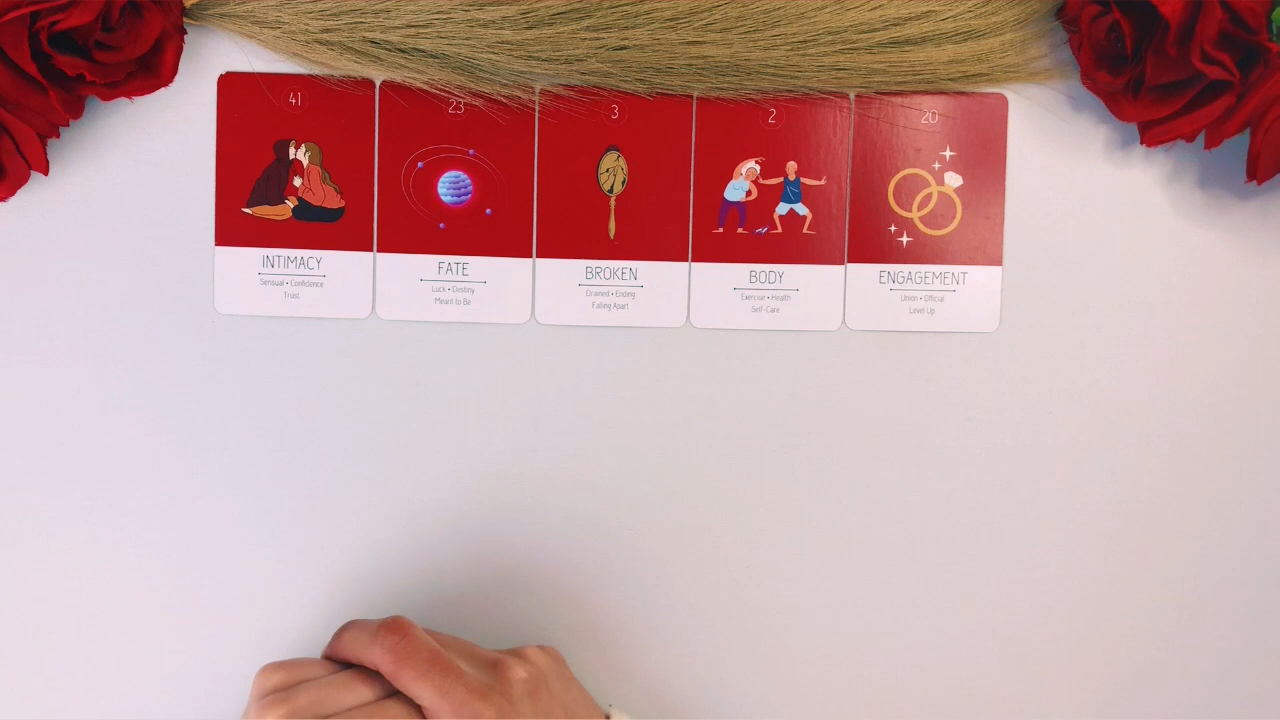 41
INTIMACY
Sensual • Confidence
Trust
23
FATE
Luck • Destiny
Meant to Be
3
BROKEN
Drained • Ending
Falling Apart
2
BODY
Exercise • Health
Self-Care
20
ENGAGEMENT
Union • Official
Level Up